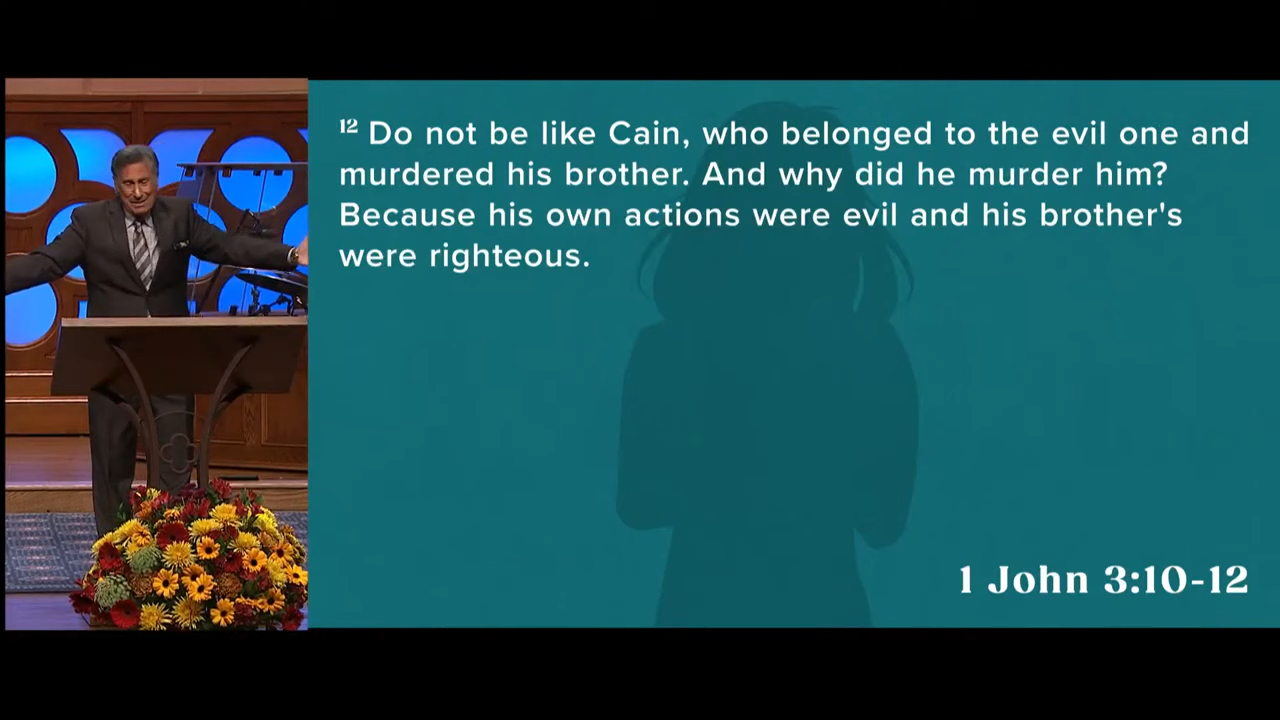 12 Do not be like Cain, who belonged to the evil one and
murdered his brother. And why did he murder him?
Because his own actions were evil and his brother's
were righteous.
1 John 3:10-12